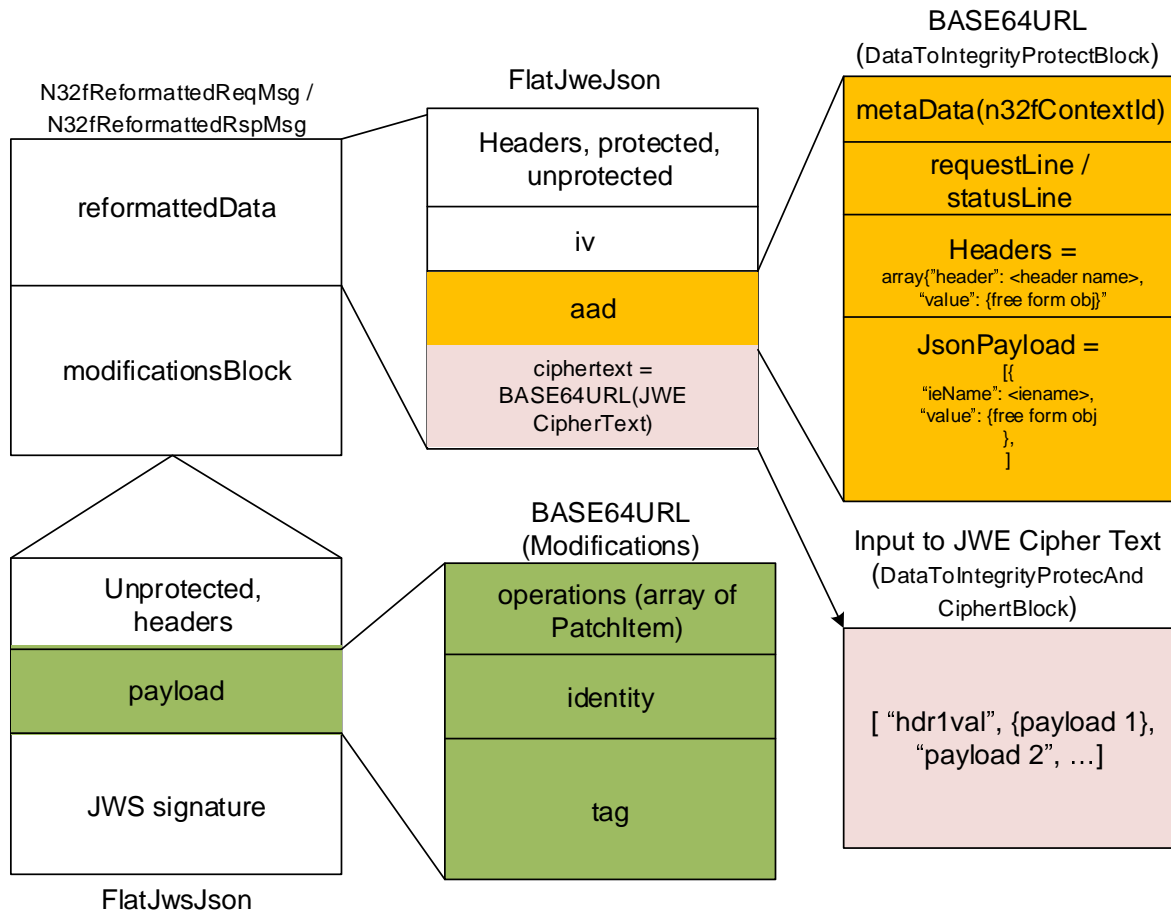 N32fReformattedReqMsg /
N32fReformattedRspMsg
reformattedData
modificationsBlock
FlatJweJson
Headers, protected,
unprotected
iv
aad
ciphertext =
BASE64URL(JWE
CipherText)
BASE64URL
(DataToIntegrityProtectBlock)
metaData(n32fContextId)
requestLine /
statusLine
Headers =
array{”header”: <header name>,
“value”: {free form obj}”
JsonPayload =
[{
“ieName”: <iename>,
“value”: {free form obj
},
]
Unprotected,
headers
payload
JWS signature
FlatJwsJson
BASE64URL
(Modifications)
operations (array of
PatchItem)
identity
tag
Input to JWE Cipher Text
(DataToIntegrityProtecAnd
CiphertBlock)
[ “hdr1val”, {payload 1},
“payload 2”, …]